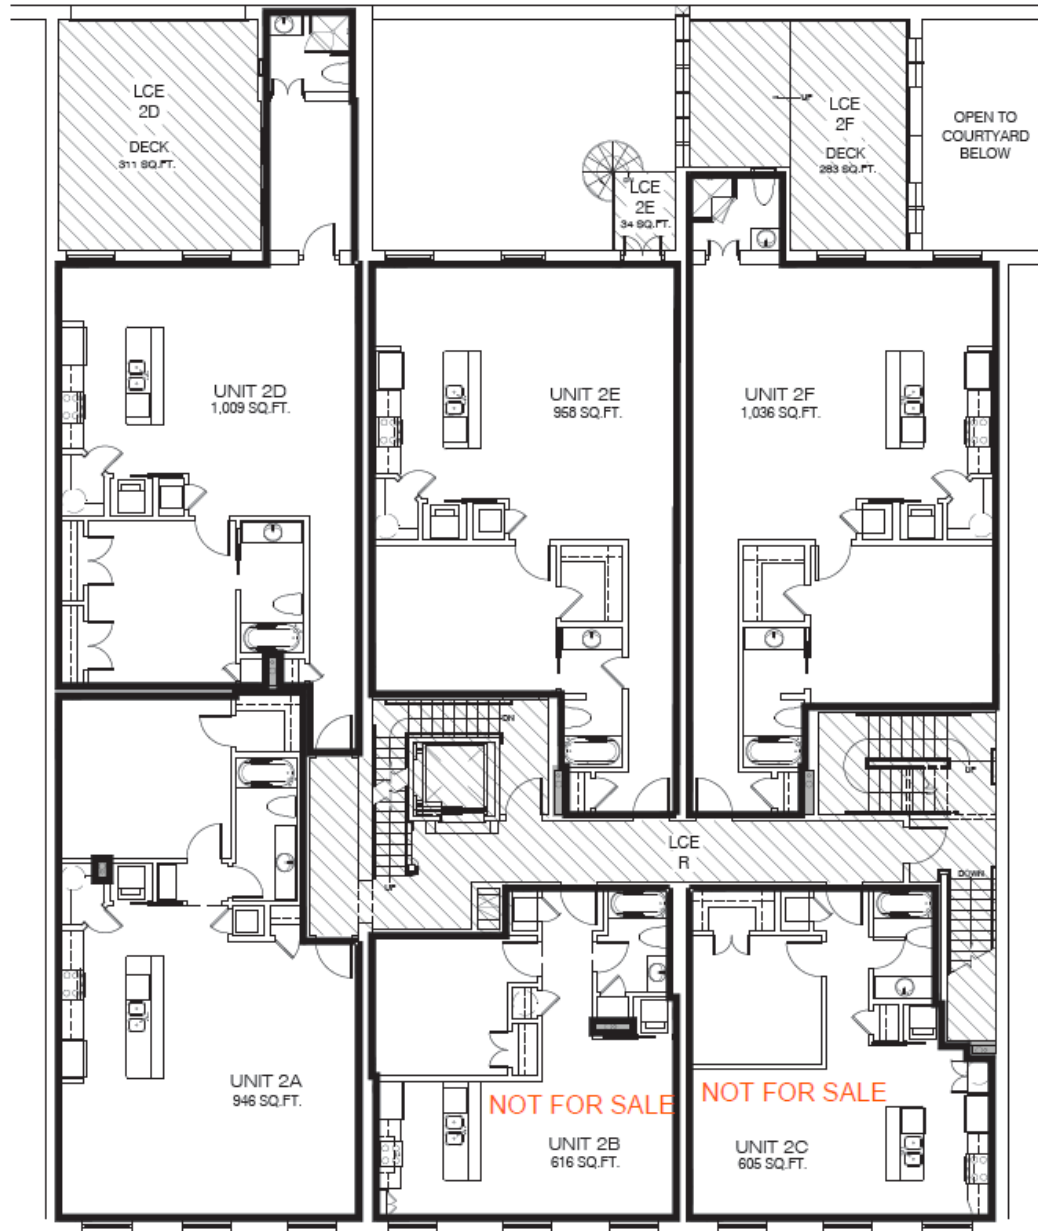 LCE
2D
DECK
311 SQ.FT.
UP
LCE
2F
DECK
283 SQ.FT.
OPEN TO
COURTYARD
BELOW
LCE
2E
34 SQ.FT.
UNIT 2D
1,009 SQ.FT.
UNIT 2E
958 SQ.FT.
UNIT 2F
1,036 SQ.FT.
DN
UP
LCE
R
UP
DOWN
UNIT 2A
946 SQ.FT.
NOT FOR SALE
NOT FOR SALE
UNIT 2B
616 SQ.FT.
UNIT 2C
605 SQ.FT.